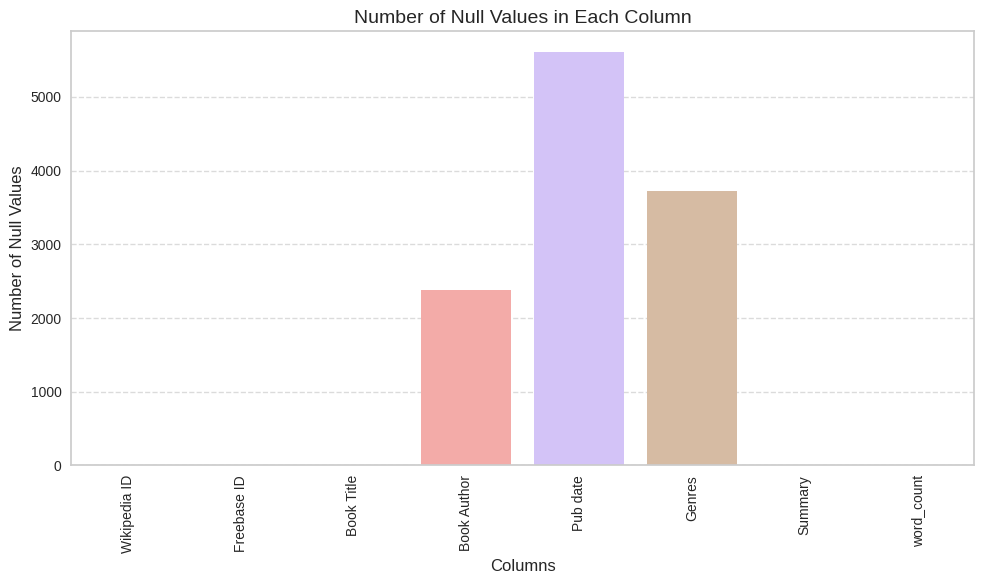 Number of Null Values in Each Column
Number of Null Values
5000
4000
3000
2000
1000
0
Wikipedia ID
Freebase ID
Book Title
Book Author
Pub date
Genres
Summary
word_count
Columns